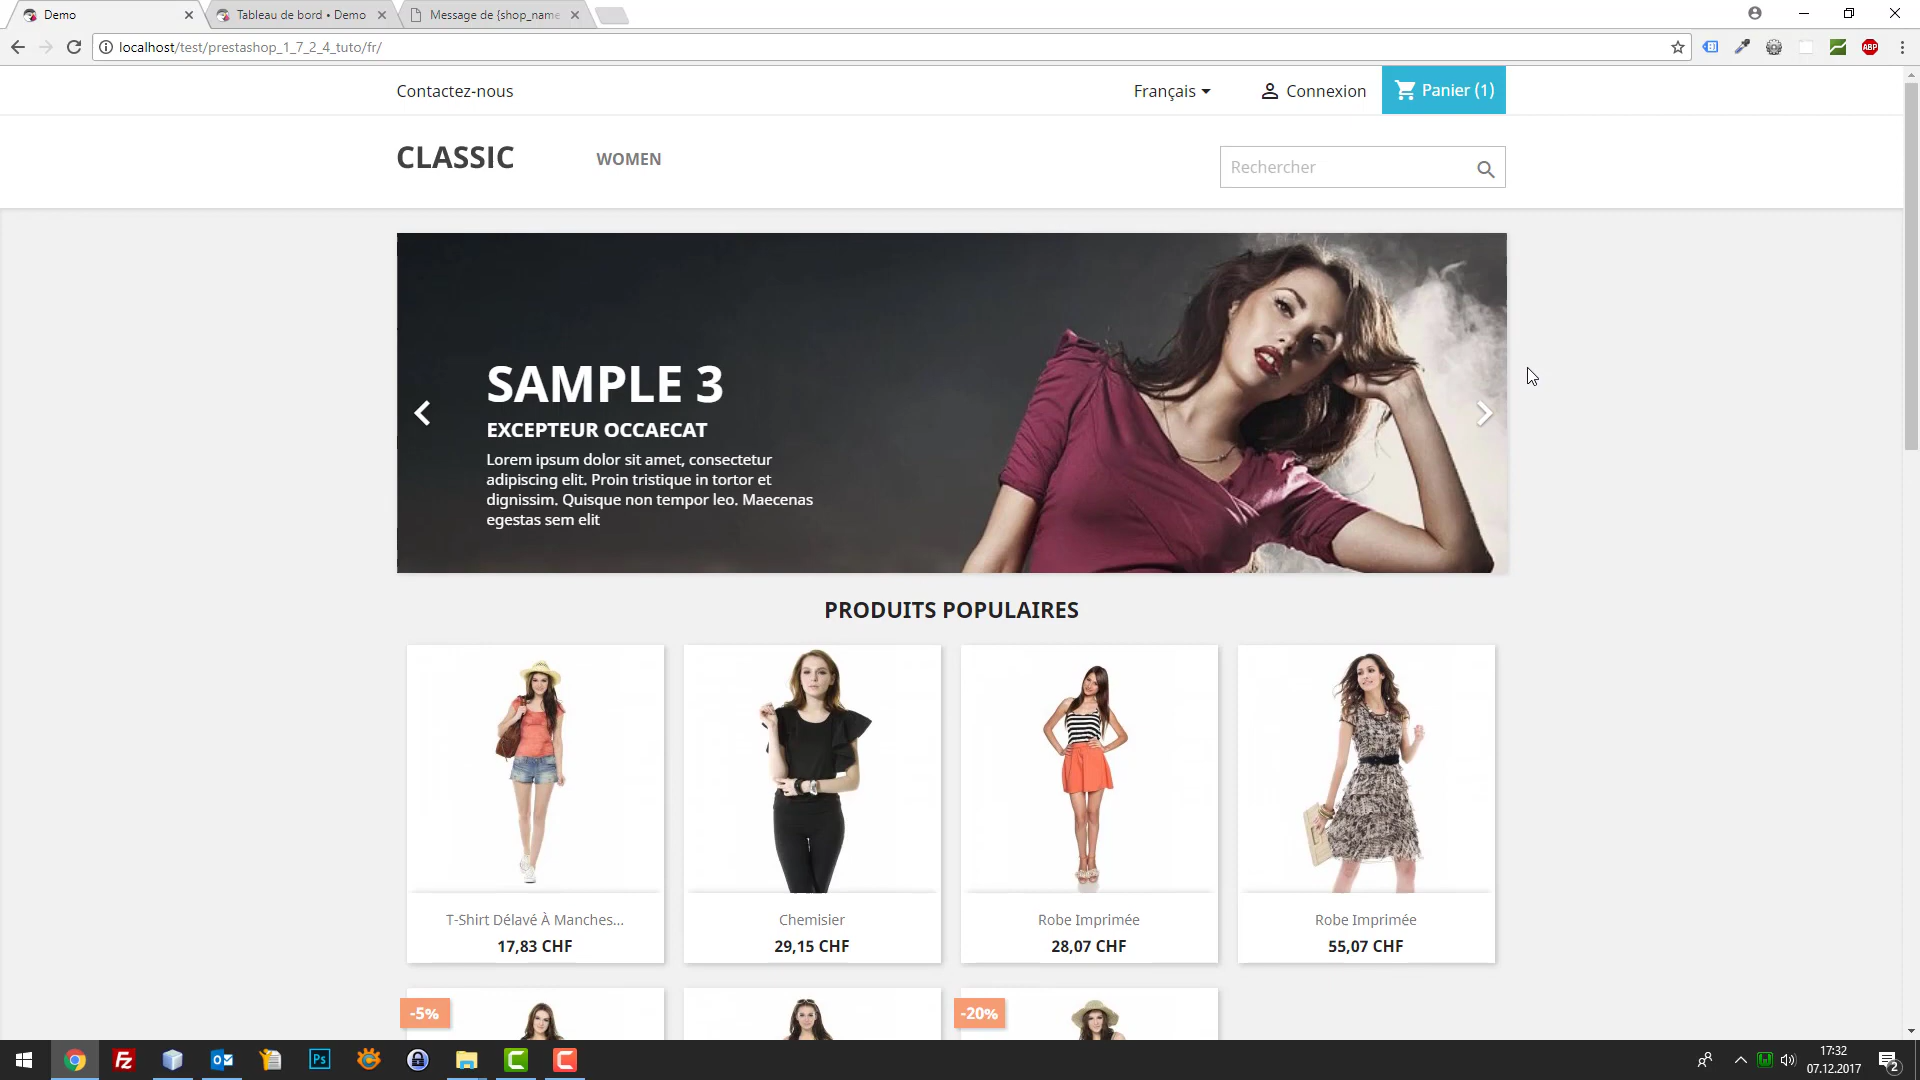 Demo
Tableau de bord • Demo
Message de {shop_name
localhost/test/prestashop_1_7_2_4_tuto/fr/
ABP
Contactez-nous
Français
Connexion
Panier (1)
CLASSIC
WOMEN
Rechercher
SAMPLE 3
EXCEPTEUR OCCAECAT
Lorem ipsum dolor sit amet, consectetur
adipiscing elit. Proin tristique in tortor et
dignissim. Quisque non tempor leo. Maecenas
egestas sem elit
PRODUITS POPULAIRES
T-Shirt Délavé À Manches...
17,83 CHF
Chemisier
29,15 CHF
Robe Imprimée
28,07 CHF
Robe Imprimée
55,07 CHF
-5%
-20%
Fz
Ps
17:32
07.12.2017
2